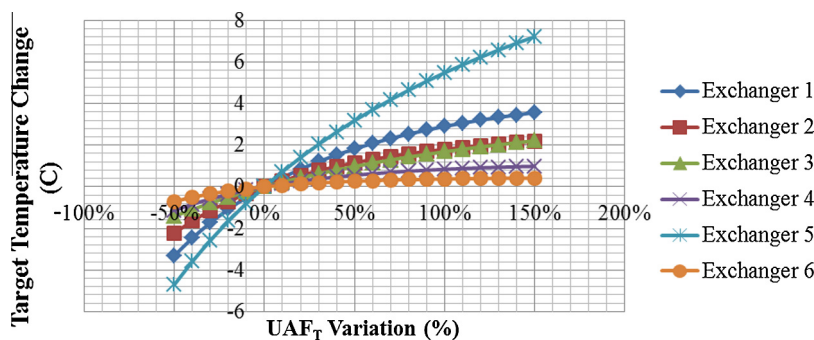 Target Temperature Change
(C)
8
6
4
2
0
-2
-4
-6
-100%
-50%
0%
50%
100%
150%
200%
UAF_T Variation (%)
Exchanger 1
Exchanger 2
Exchanger 3
Exchanger 4
Exchanger 5
Exchanger 6